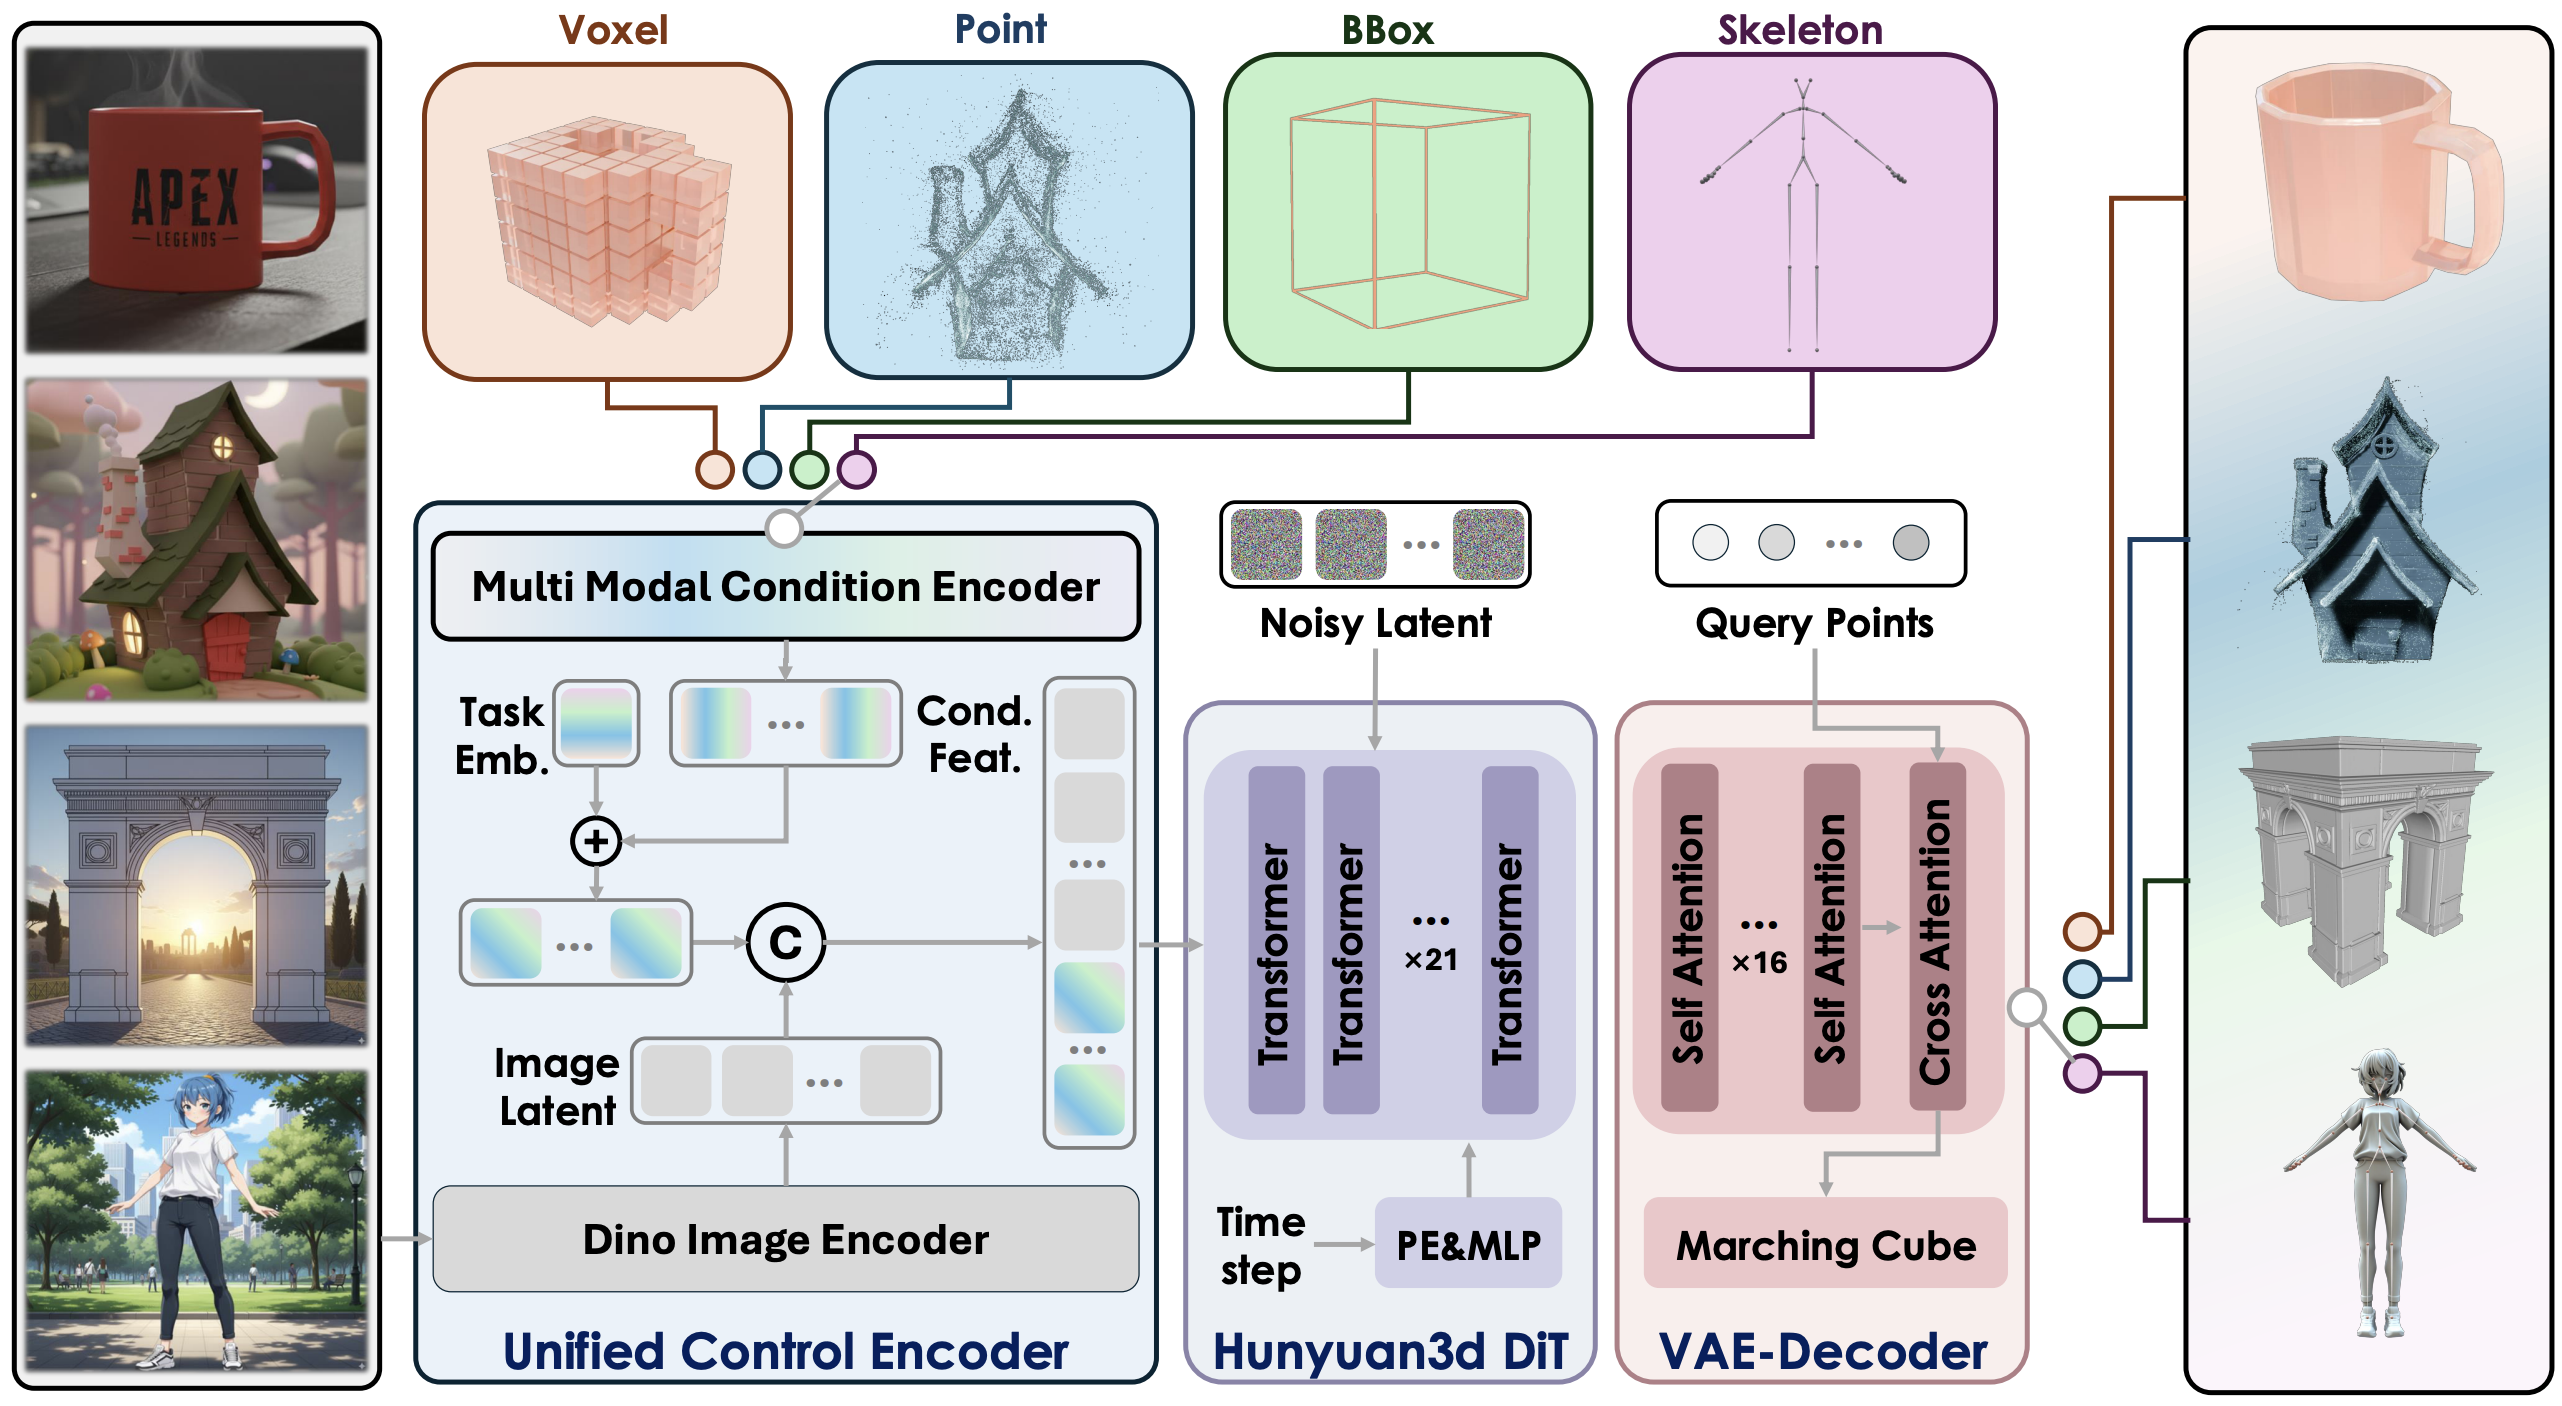 Voxel
Point
BBox
Skeleton
APEX
LEGENDS
Multi Modal Condition Encoder
Task
Emb.
Cond.
Feat.
+
C
Image
Latent
Dino Image Encoder
Unified Control Encoder
Noisy Latent
Transformer
Transformer
...
×21
Transformer
Time
step
PE&MLP
Hunyuan3d DiT
Query Points
Self Attention
...
×16
Self Attention
Cross Attention
Marching Cube
VAE-Decoder